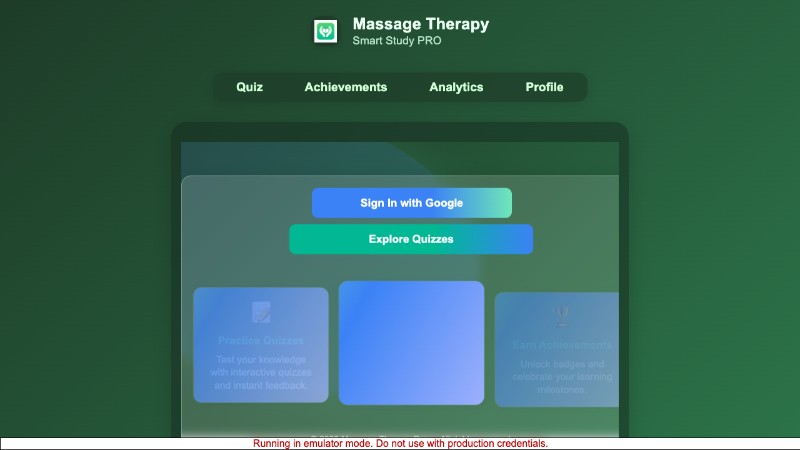 Massage Therapy
Smart Study PRO
Quiz
Achievements
Analytics
Profile
Sign In with Google
Explore Quizzes
Practice Quizzes
Test your knowledge
with interactive quizzes
and instant feedback.
Earn Achievements
Unlock badges and
celebrate your learning
milestones.
Running in emulator mode. Do not use with production credentials.